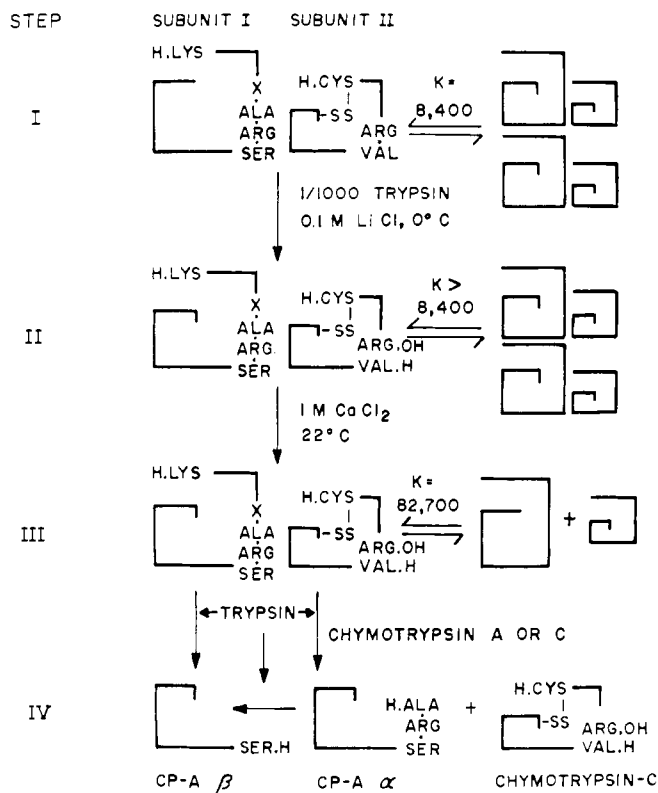 STEP SUBUNIT I SUBUNIT II
H.LYS
H.CYS
K=
8,400
X
-SS
I
ALA
ARG
SER
ARG
VAL
1/1000 TRYPSIN
0.1 M LiCl, 0° C
H.LYS
H.CYS
K>
8,400
X
-SS
II
ALA
ARG
SER
ARG.OH
VAL.H
1 M CaCl2
22° C
H.LYS
H.CYS
K=
82,700
X
-SS
+
III
ALA
ARG
SER
ARG.OH
VAL.H
TRYPSIN
CHYMOTRYPSIN A OR C
IV
H.ALA
ARG
SER
+
H.CYS
-SS
ARG.OH
VAL.H
SER.H
CP-A β CP-A α CHYMOTRYPSIN-C